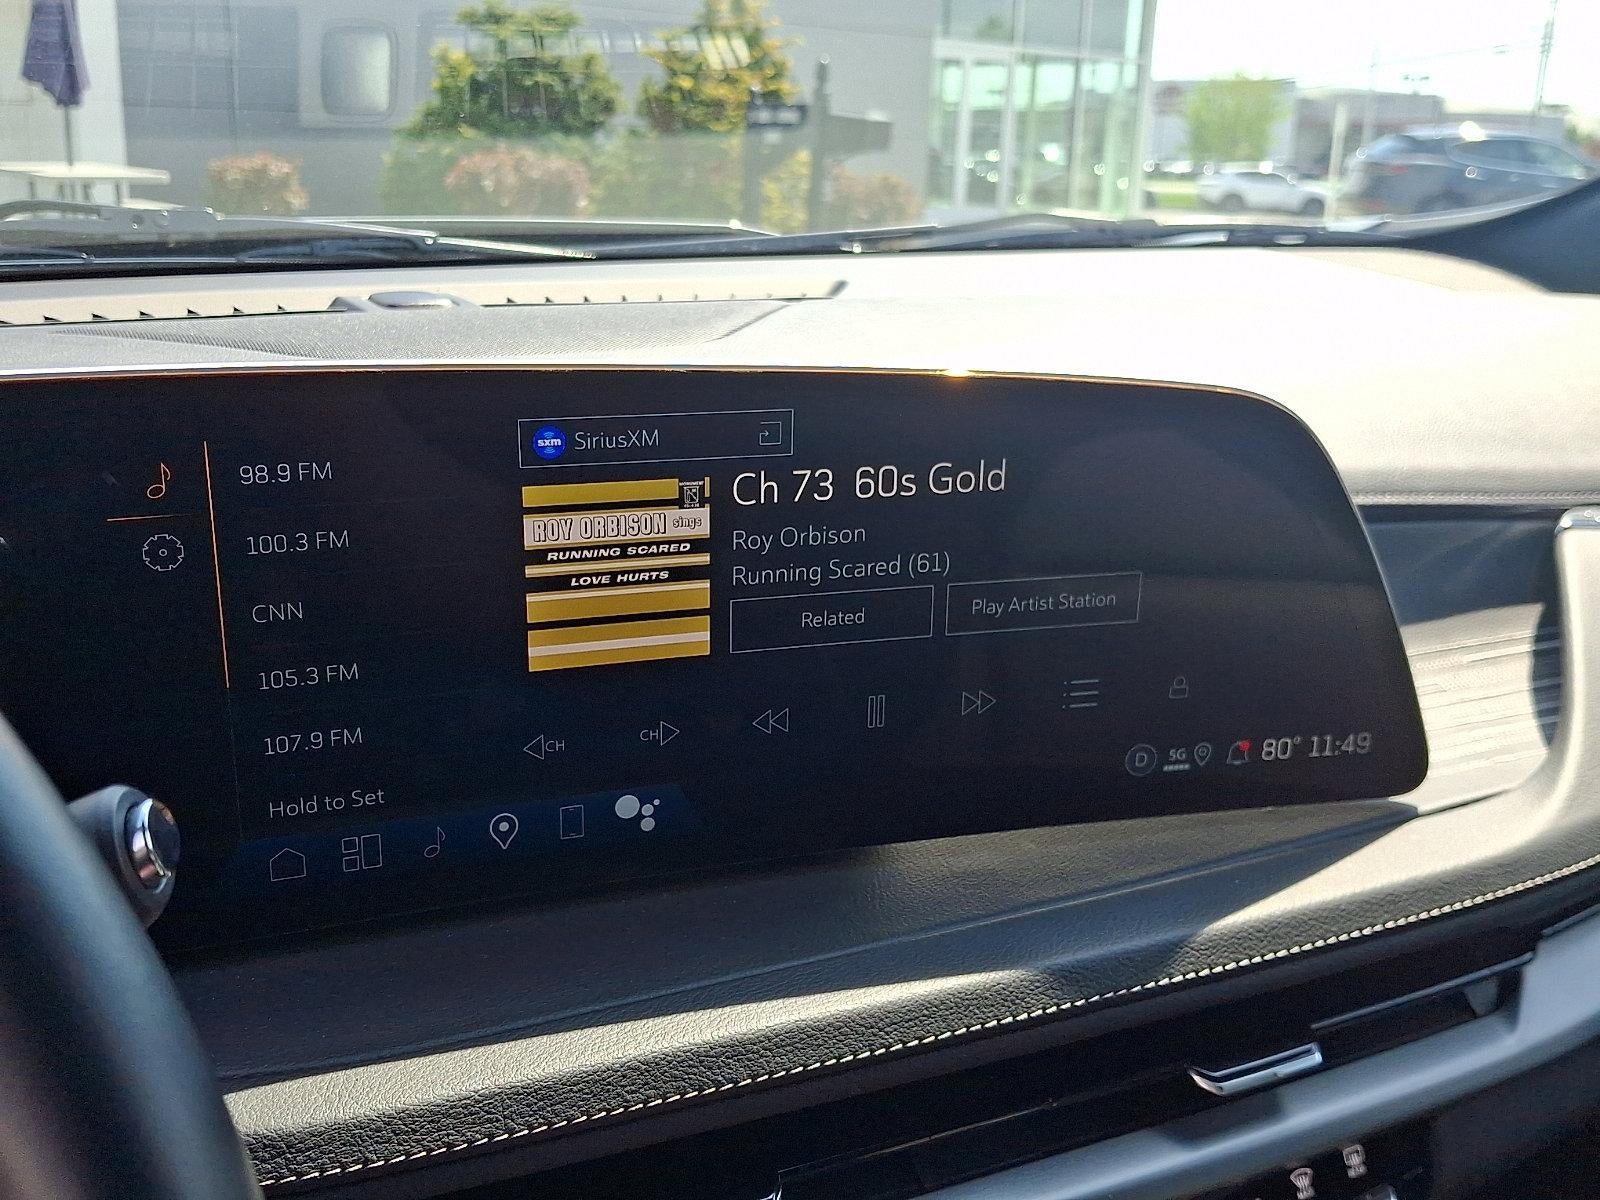 98.9 FM
100.3 FM
CNN
105.3 FM
107.9 FM
Hold to Set
sxm SiriusXM
ROY ORBISON sings
RUNNING SCARED
LOVE HURTS
Ch 73 60s Gold
Roy Orbison
Running Scared (61)
Related
Play Artist Station
CH
CH
D 5G 80° 11:49